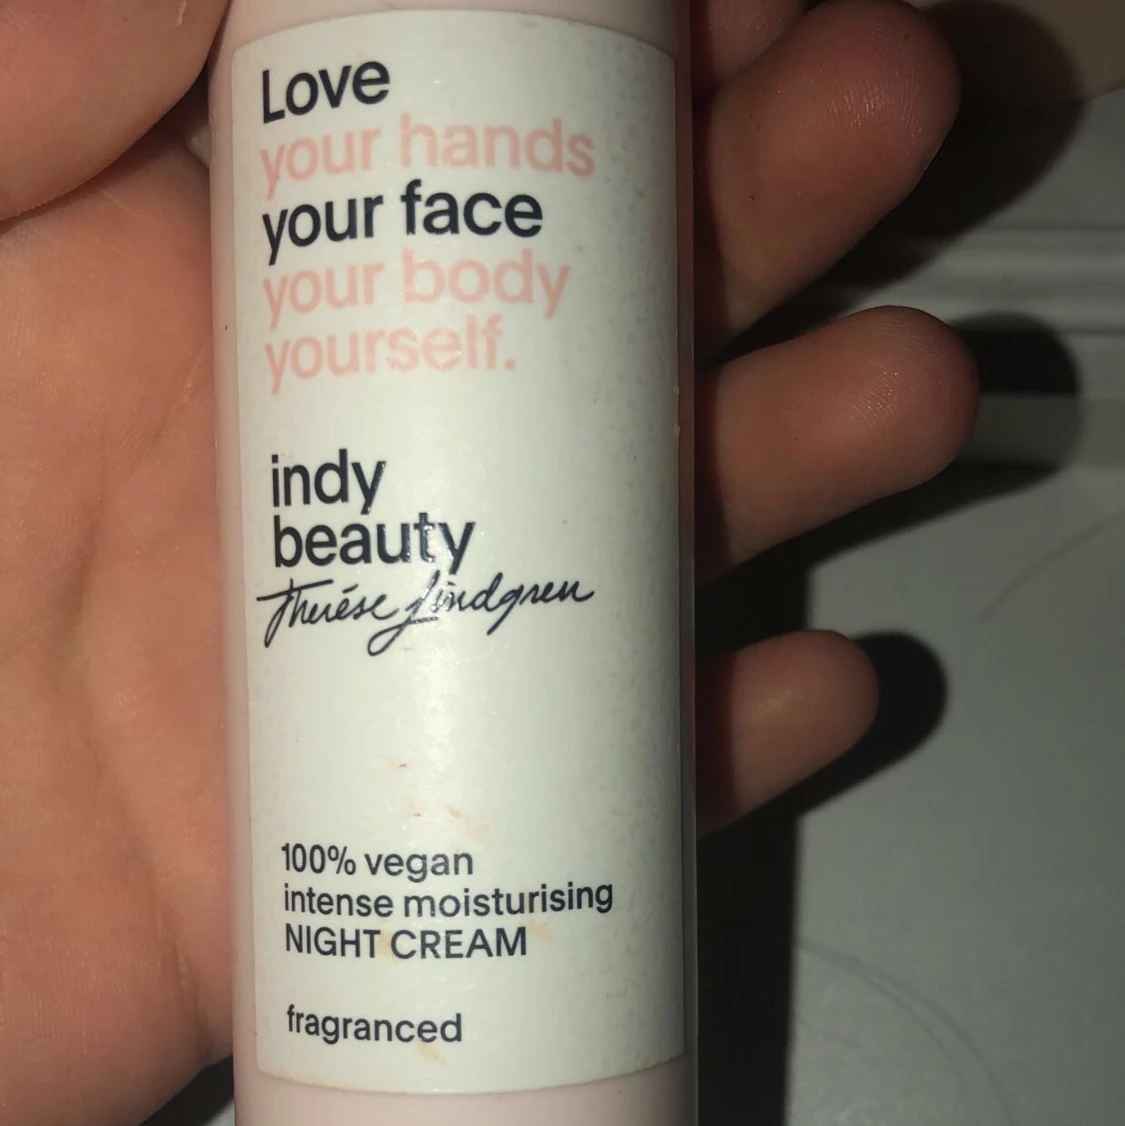 Love
your hands
your face
your body
yourself.
indy
beauty
Therése Lindgren
100% vegan
intense moisturising
NIGHT CREAM
fragranced